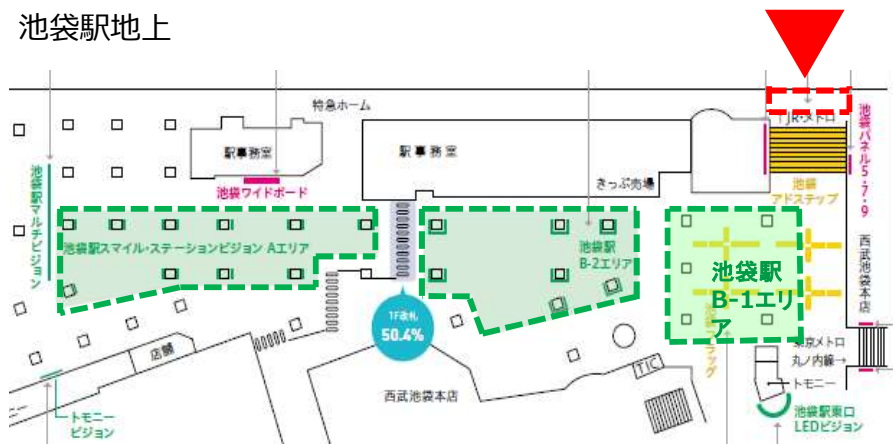 池袋駅地上
特急ホーム
↑JR・メトロ
駅事務室
駅事務室
池袋パネル5・7・9
池袋ワイドボード
きっぷ売場
池袋
アドステップ
池袋駅マルチビジョン
池袋駅スマイル・ステーションビジョン Aエリア
池袋駅
B-2エリア
池袋駅
B-1エリ
ア
西武池袋本店
1F改札
50.4%
店舗
東京メトロ
丸ノ内線→
TIC
トモニー
西武池袋本店
トモニー
ビジョン
池袋駅東口
LEDビジョン